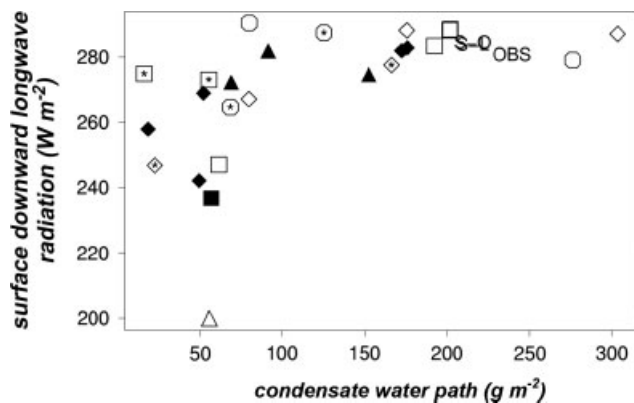 surface downward longwave
radiation (W m-2)
280
260
240
220
200
OBS
50
100
150
200
250
300
condensate water path (g m-2)